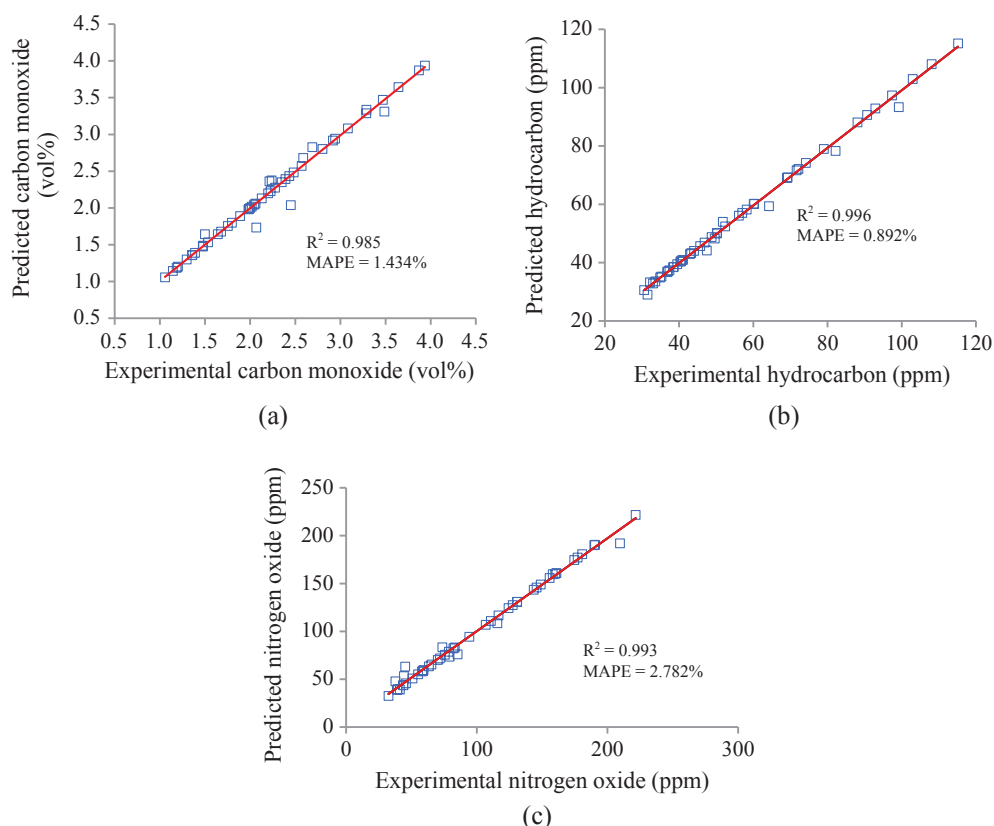 Predicted carbon monoxide
(vol%)
4.5
4.0
3.5
3.0
2.5
2.0
1.5
1.0
0.5
R² = 0.985
MAPE = 1.434%
0.5 1.0 1.5 2.0 2.5 3.0 3.5 4.0 4.5
Experimental carbon monoxide (vol%)
(a)
Predicted hydrocarbon (ppm)
120
100
80
60
40
20
R² = 0.996
MAPE = 0.892%
20 40 60 80 100 120
Experimental hydrocarbon (ppm)
(b)
Predicted nitrogen oxide (ppm)
250
200
150
100
50
0
R² = 0.993
MAPE = 2.782%
0 100 200 300
Experimental nitrogen oxide (ppm)
(c)